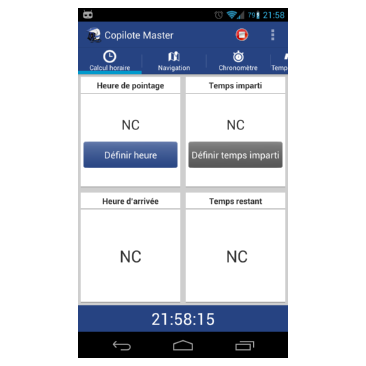 79 21:58
Copilote Master
Calcul horaire
Navigation
Chronomètre
Temp
Heure de pointage
Temps imparti
NC
NC
Définir heure
Définir temps imparti
Heure d'arrivée
Temps restant
NC
NC
21:58:15